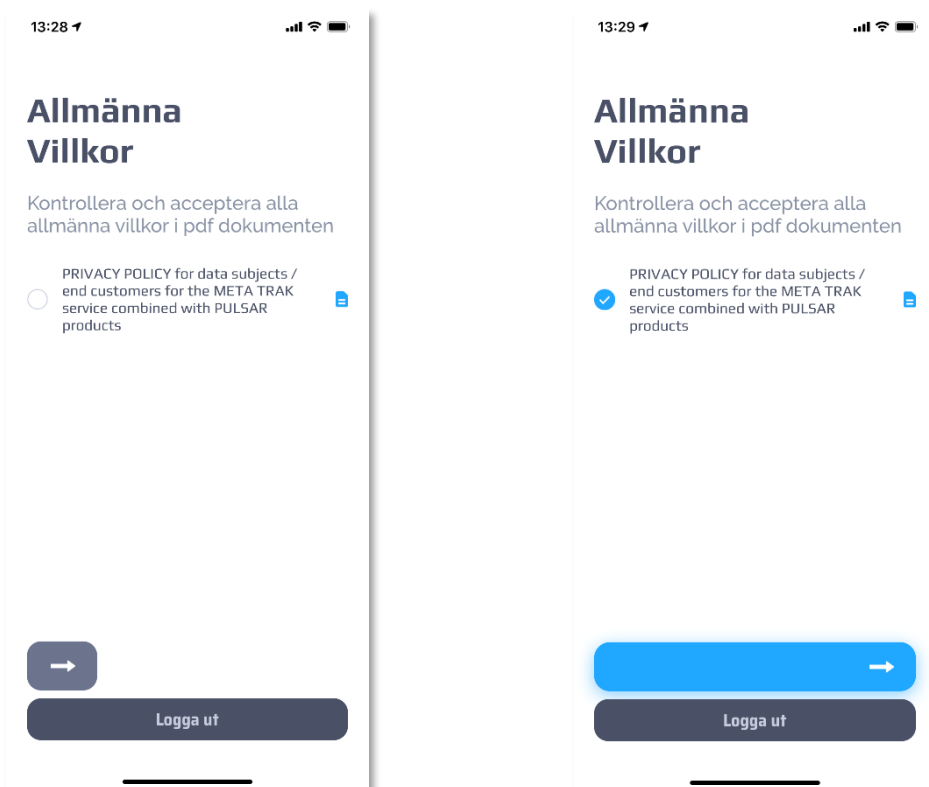 13:28
Allmänna
Villkor
Kontrollera och acceptera alla
allmänna villkor i pdf dokumenten
PRIVACY POLICY for data subjects /
end customers for the META TRAK
service combined with PULSAR
products
Logga ut
13:29
Allmänna
Villkor
Kontrollera och acceptera alla
allmänna villkor i pdf dokumenten
PRIVACY POLICY for data subjects /
end customers for the META TRAK
service combined with PULSAR
products
Logga ut